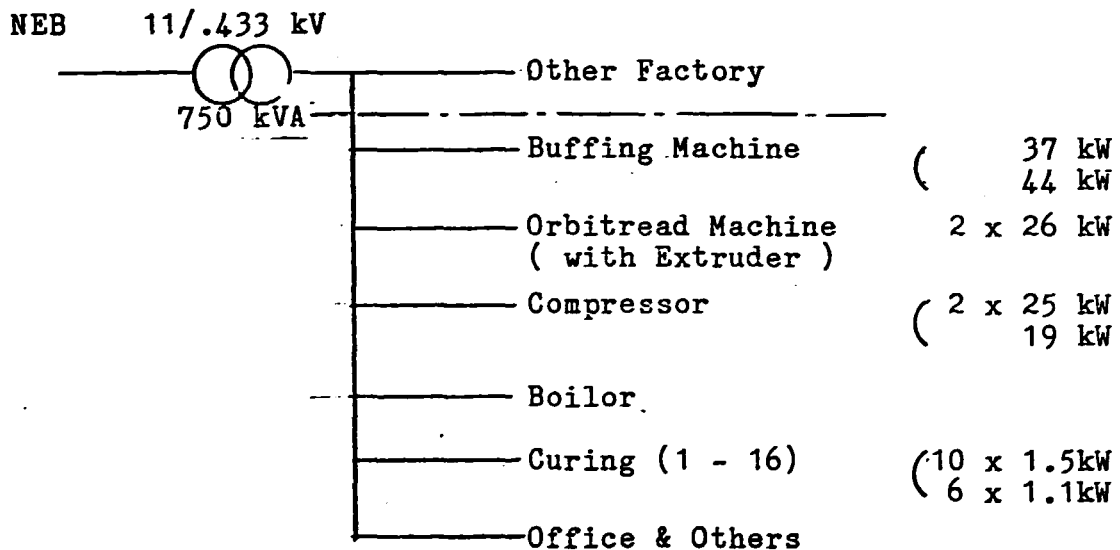 NEB 11/.433 kV
Other Factory
750 kVA
Buffing Machine ( 37 kW
44 kW
Orbitread Machine 2 x 26 kW
( with Extruder )
Compressor ( 2 x 25 kW
19 kW
Boilor
Curing (1 - 16) ( 10 x 1.5kW
6 x 1.1kW
Office & Others